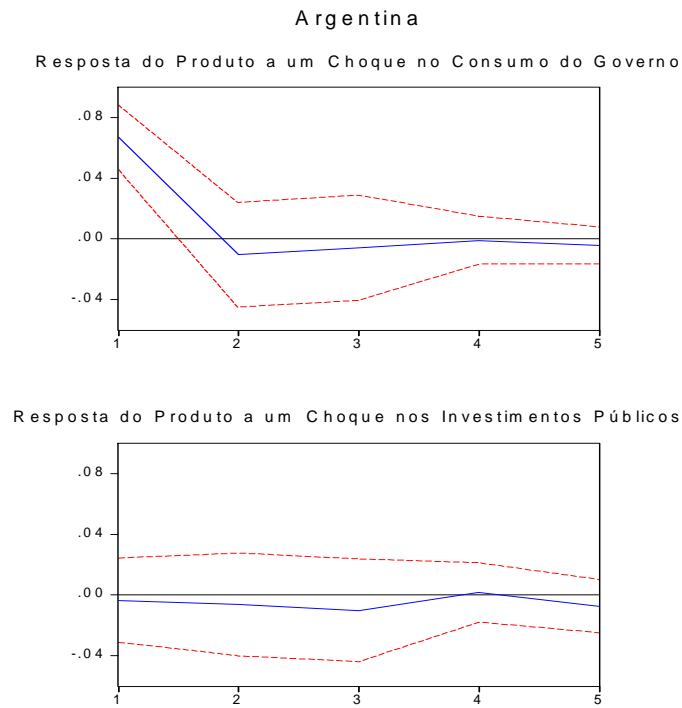 Argentina
Resposta do Produto a um Choque no Consumo do Governo
.08
.04
.00
-.04
1 2 3 4 5
Resposta do Produto a um Choque nos Investimentos Públicos
.08
.04
.00
-.04
1 2 3 4 5